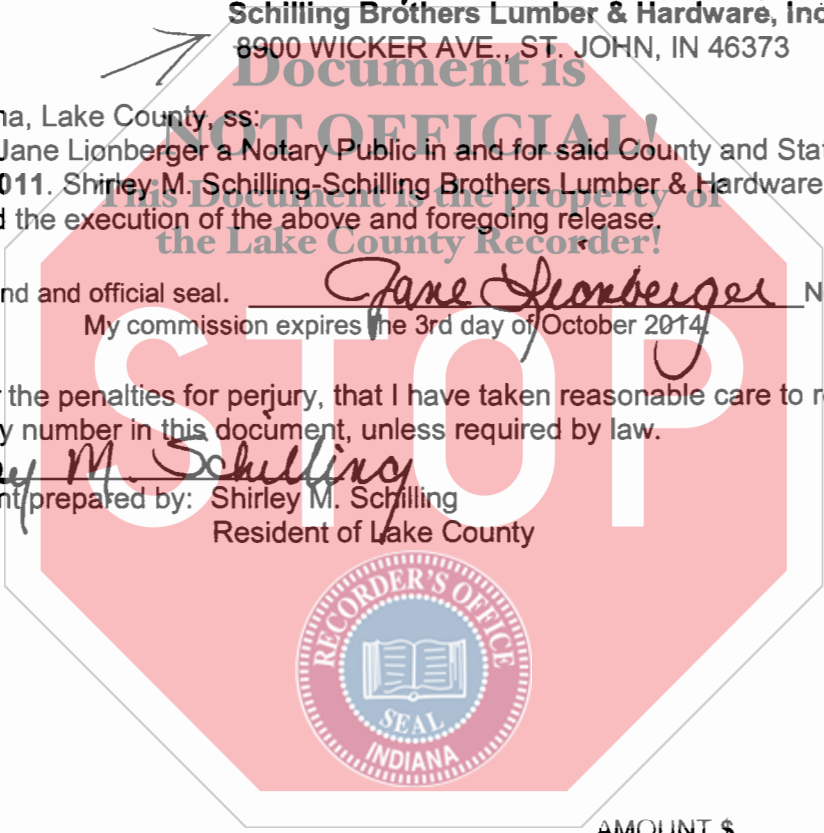 Schilling Brothers Lumber & Hardware, Inc
8900 WICKER AVE., ST. JOHN, IN 46373
Document is
na, Lake County, ss:
NOT OFFICIAL!
Jane Lionberger a Notary Public in and for said County and Stat
011. Shirley M. Schilling-Schilling Brothers Lumber & Hardware
This Document is the property of
d the execution of the above and foregoing release.
the Lake County Recorder!
nd and official seal. Jane Lionberger N
My commission expires the 3rd day of October 2014.
r the penalties for perjury, that I have taken reasonable care to r
y number in this document, unless required by law.
STOP
ey M. Schilling
nt prepared by: Shirley M. Schilling
Resident of Lake County
RECORDER'S OFFICE
SEAL
INDIANA
AMOUNT $